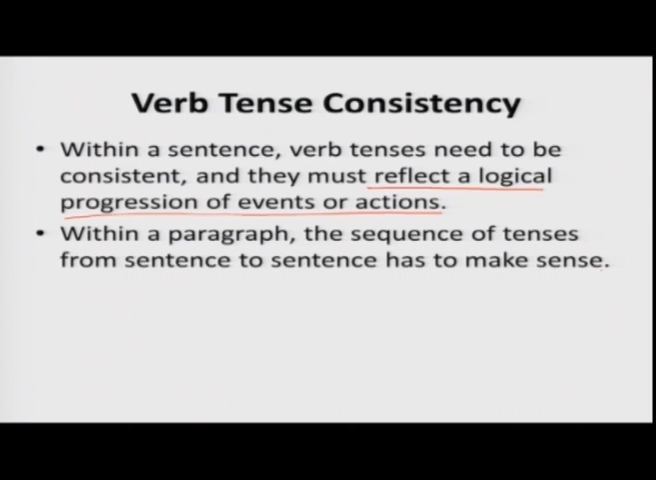 Verb Tense Consistency
• Within a sentence, verb tenses need to be
consistent, and they must reflect a logical
progression of events or actions.
• Within a paragraph, the sequence of tenses
from sentence to sentence has to make sense.